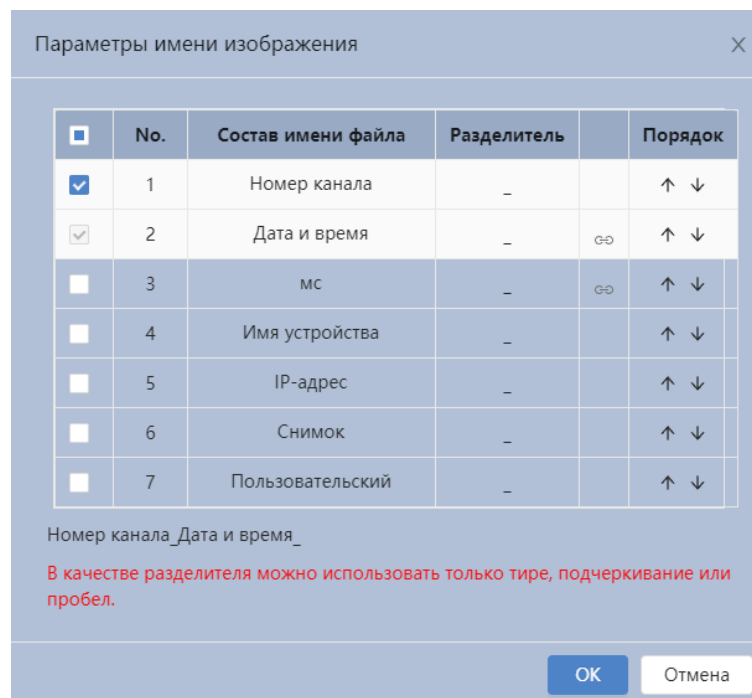 Параметры имени изображения
No. Состав имени файла Разделитель Порядок
1 Номер канала _
2 Дата и время _
3 мс _
4 Имя устройства _
5 IP-адрес _
6 Снимок _
7 Пользовательский _
Номер канала_Дата и время_
В качестве разделителя можно использовать только тире, подчеркивание или
пробел.
OK Отмена